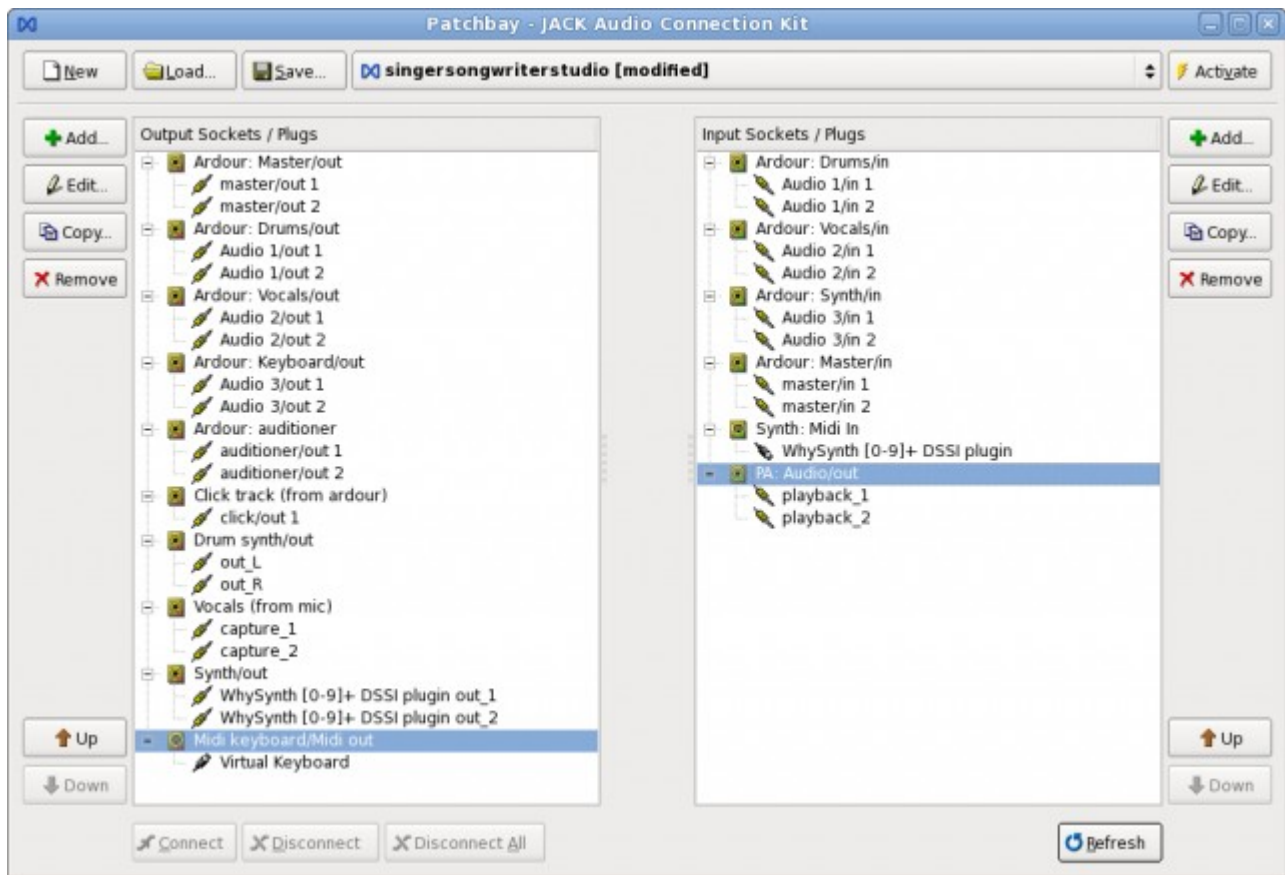 Patchbay - JACK Audio Connection Kit
New
Load...
Save...
singersongwriterstudio [modified]
Activate
Add...
Edit...
Copy...
Remove
Output Sockets / Plugs
Ardour: Master/out
master/out 1
master/out 2
Ardour: Drums/out
Audio 1/out 1
Audio 1/out 2
Ardour: Vocals/out
Audio 2/out 1
Audio 2/out 2
Ardour: Keyboard/out
Audio 3/out 1
Audio 3/out 2
Ardour: auditioner
auditioner/out 1
auditioner/out 2
Click track (from ardour)
click/out 1
Drum synth/out
out_L
out_R
Vocals (from mic)
capture_1
capture_2
Synth/out
WhySynth [0-9]+ DSSI plugin out_1
WhySynth [0-9]+ DSSI plugin out_2
Midi keyboard/Midi out
Virtual Keyboard
Up
Down
Input Sockets / Plugs
Ardour: Drums/in
Audio 1/in 1
Audio 1/in 2
Ardour: Vocals/in
Audio 2/in 1
Audio 2/in 2
Ardour: Synth/in
Audio 3/in 1
Audio 3/in 2
Ardour: Master/in
master/in 1
master/in 2
Synth: Midi In
WhySynth [0-9]+ DSSI plugin
PA: Audio/out
playback_1
playback_2
Add...
Edit...
Copy...
Remove
Up
Down
Connect
Disconnect
Disconnect All
Refresh